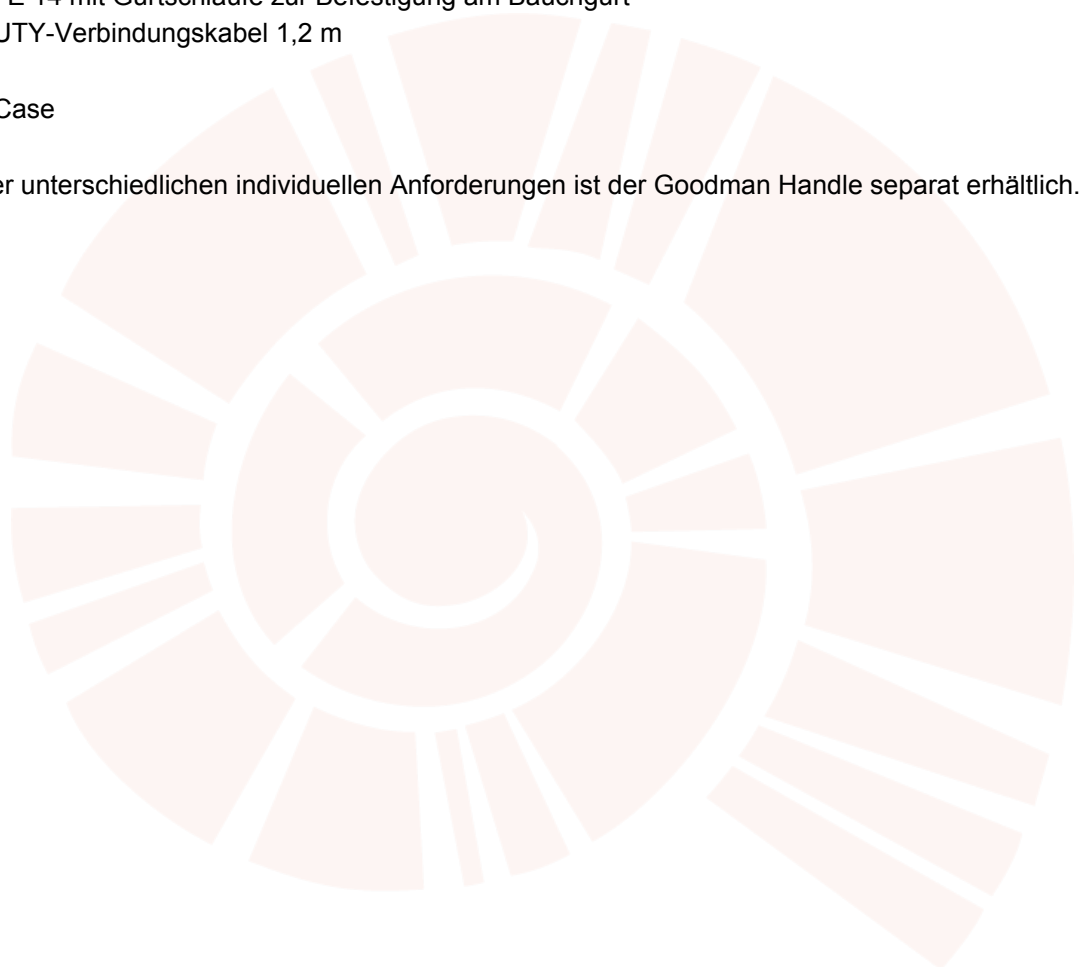 E 14 mit Gurtschlaufe zur Befestigung am Bauchgurt
UTY-Verbindungskabel 1,2 m
Case
er unterschiedlichen individuellen Anforderungen ist der Goodman Handle separat erhältlich.